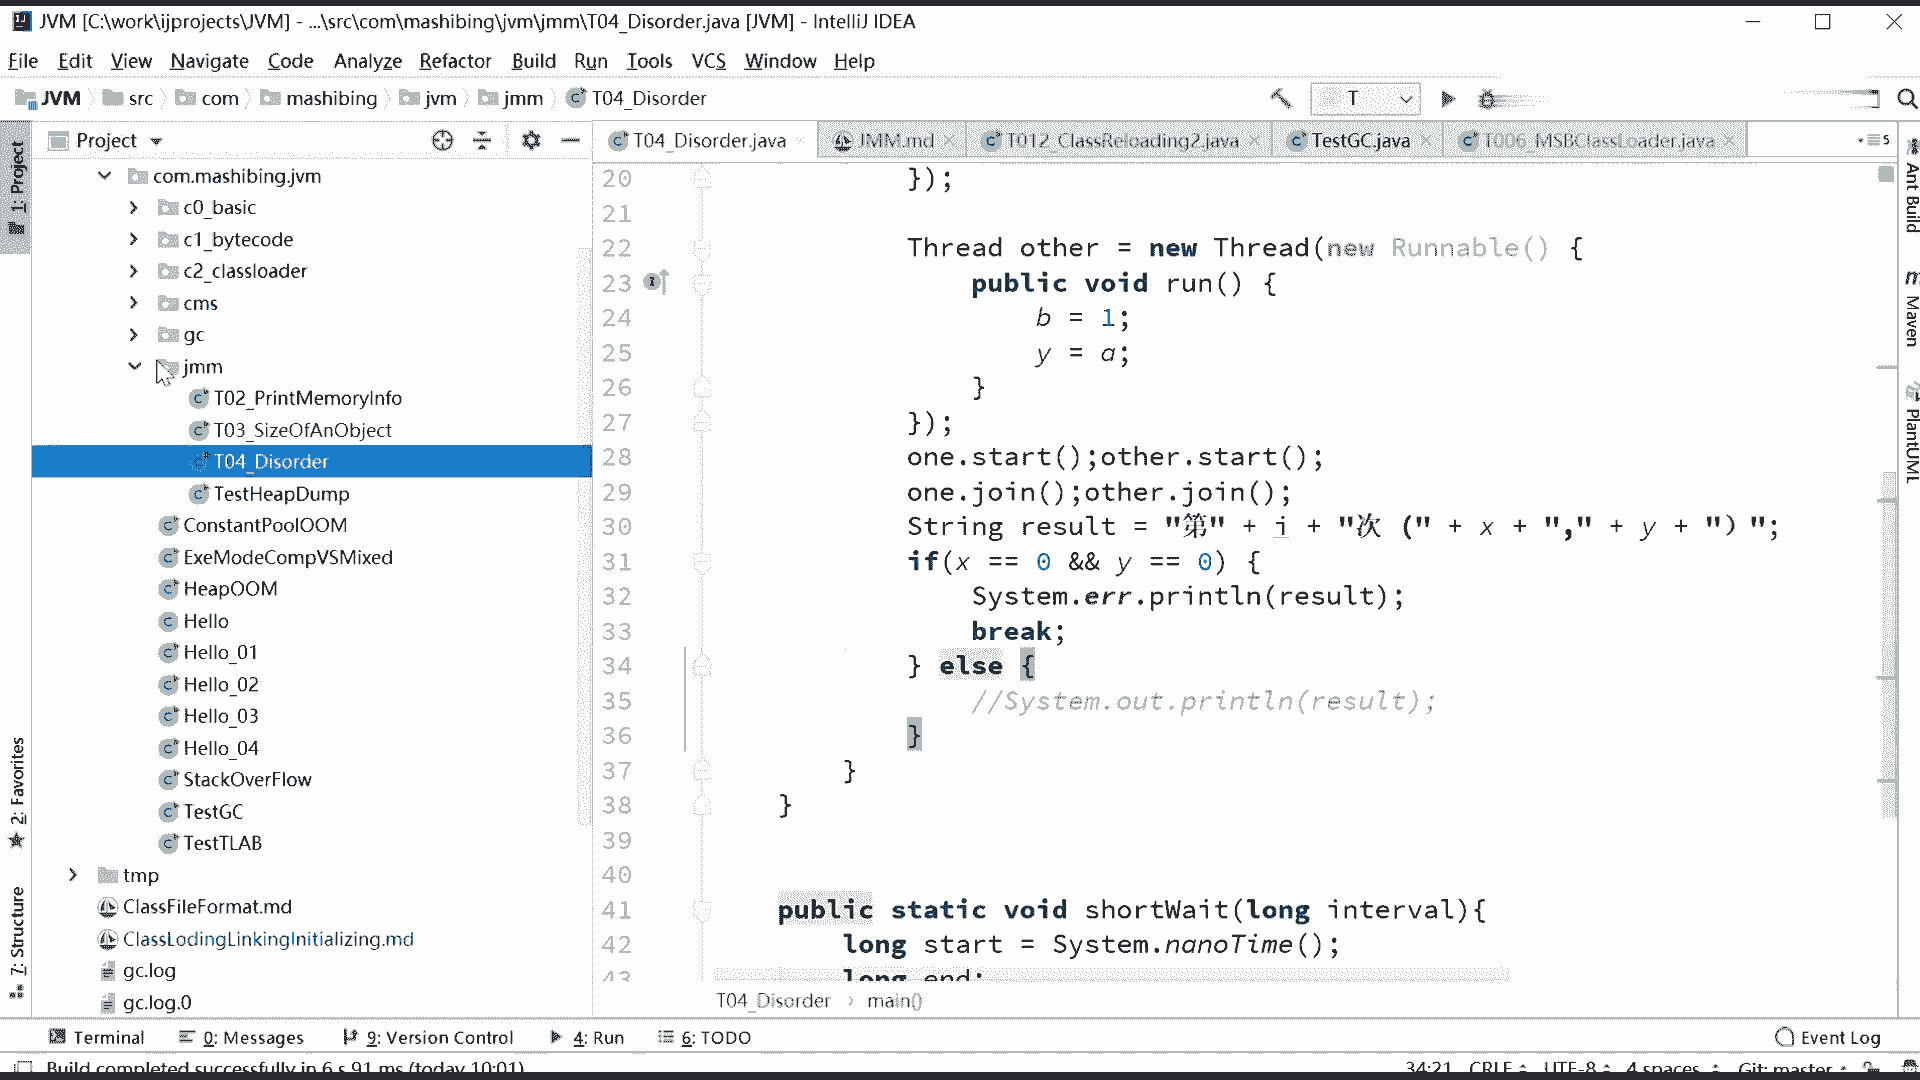 JVM [C:\work\ijprojects\JVM] - ...\src\com\mashibing\jvm\jmm\T04_Disorder.java [JVM] - IntelliJ IDEA
File Edit View Navigate Code Analyze Refactor Build Run Tools VCS Window Help
JVM src com mashibing jvm jmm T04_Disorder T
1: Project
Project
T04_Disorder.java JMM.md T012_ClassReloading2.java TestGC.java T006_MSBClassLoader.java 5
com.mashibing.jvm
c0_basic
c1_bytecode
c2_classloader
cms
gc
jmm
T02_PrintMemoryInfo
T03_SizeOfAnObject
T04_Disorder
TestHeapDump
ConstantPoolOOM
ExeModeCompVSMixed
HeapOOM
Hello
Hello_01
Hello_02
Hello_03
Hello_04
StackOverFlow
TestGC
TestTLAB
tmp
ClassFileFormat.md
ClassLodingLinkingInitializing.md
gc.log
gc.log.0
2: Favorites
7: Structure
20 });
21
22 Thread other = new Thread(new Runnable() {
23 public void run() {
24 b = 1;
25 y = a;
26 }
27 });
28 one.start();other.start();
29 one.join();other.join();
30 String result = "第" + i + "次 (" + x + "," + y + "）";
31 if(x == 0 && y == 0) {
32 System.err.println(result);
33 break;
34 } else {
35 //System.out.println(result);
36 }
37 }
38 }
39
40
41 public static void shortWait(long interval){
42 long start = System.nanoTime();
43 long end;
T04_Disorder main()
Ant Build
m Maven
PlantUML
Terminal 0: Messages 9: Version Control 4: Run 6: TODO Event Log
Build completed successfully in 6 s 91 ms (today 10:01) 34:21 CRLF UTF-8 4 spaces Git: master